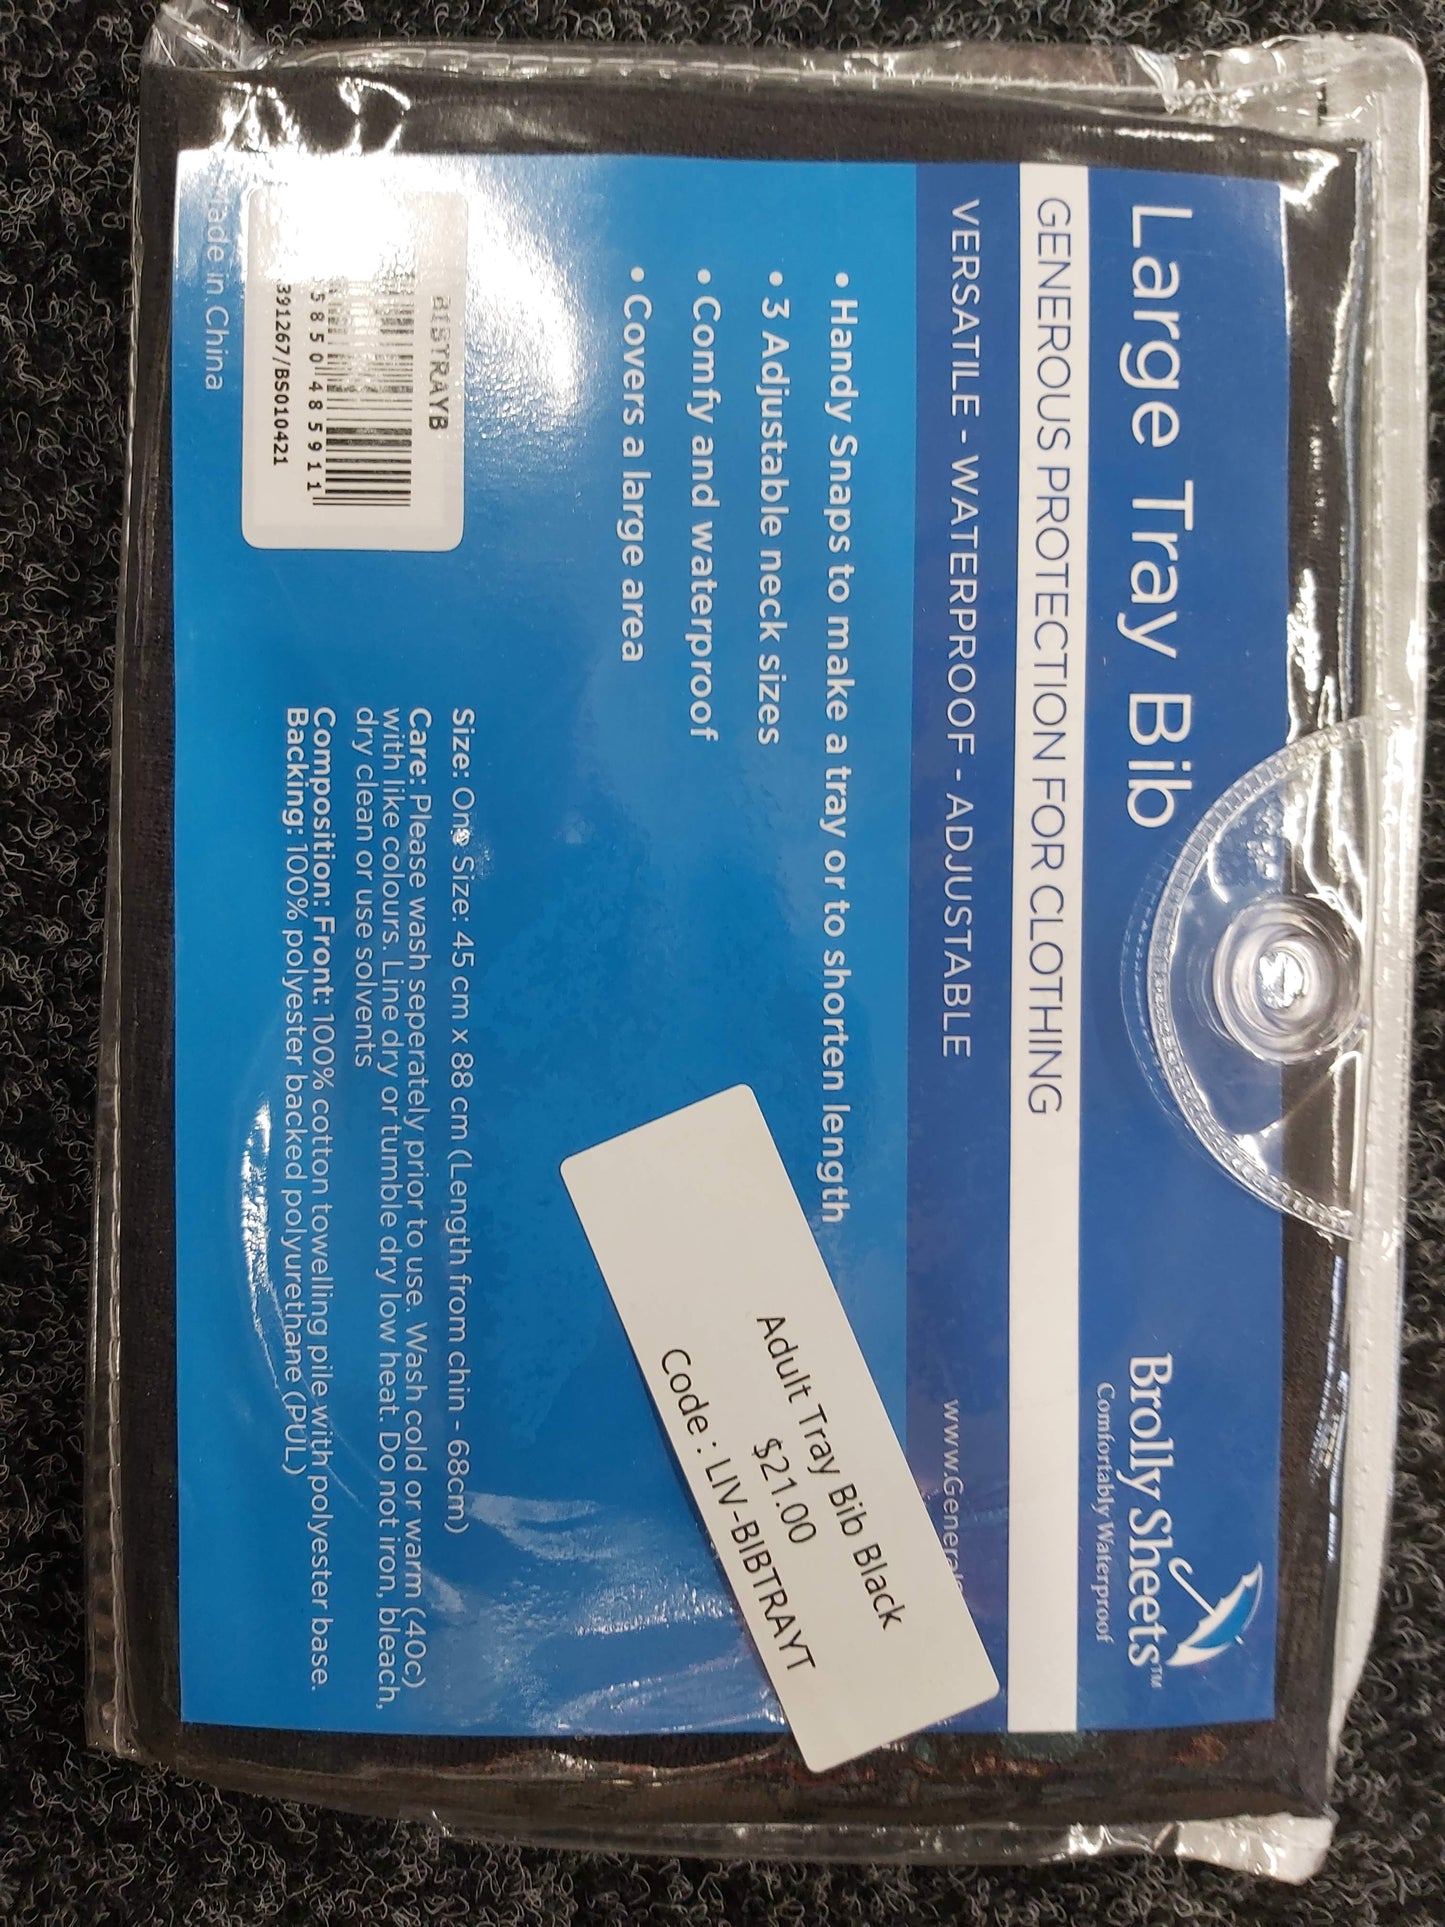 Large Tray Bib
Brolly Sheets™
Comfortably Waterproof
GENEROUS PROTECTION FOR CLOTHING
VERSATILE - WATERPROOF - ADJUSTABLE
• Handy Snaps to make a tray or to shorten length
• 3 Adjustable neck sizes
• Comfy and waterproof
• Covers a large area
Adult Tray Bib Black
$21.00
Code : LIV-BIBTRAYT
Size: One Size: 45 cm x 88 cm (Length from chin - 68cm)
Care: Please wash seperately prior to use. Wash cold or warm (40c)
with like colours. Line dry or tumble dry low heat. Do not iron, bleach,
dry clean or use solvents
Composition: Front: 100% cotton towelling pile with polyester base.
Backing: 100% polyester backed polyurethane (PUL)
BIBTRAYB
5850485911
391267/BS010421
Made in China